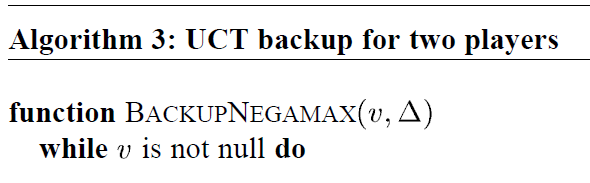 Algorithm 3: UCT backup for two players
function BACKUPNEGAMAX(v, Δ)
while v is not null do